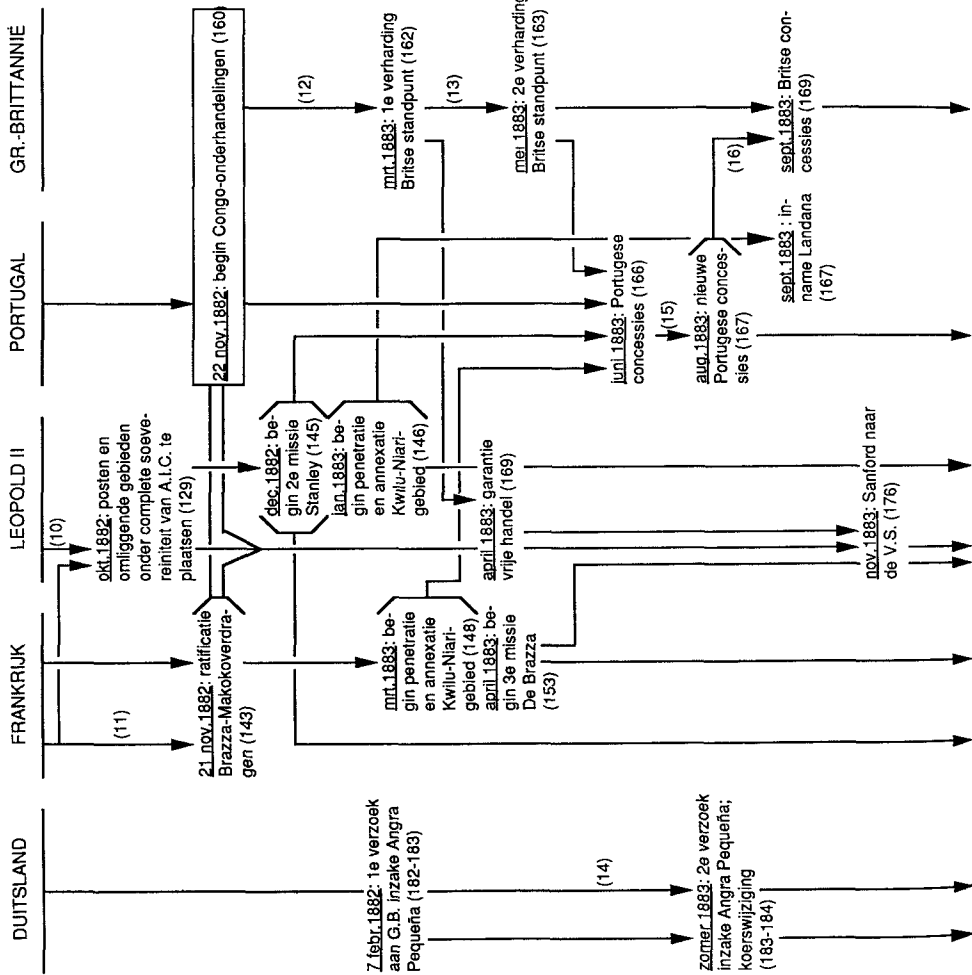 DUITSLAND
FRANKRIJK
LEOPOLD II
PORTUGAL
GR.-BRITTANNIË
(10)
(11)
okt.1882: posten en
omliggende gebieden
onder complete soeve-
reiniteit van A.I.C. te
plaatsen (129)
21 nov.1882: ratificatie
Brazza-Makokoverdra-
gen (143)
22 nov.1882: begin Congo-onderhandelingen (160)
dec.1882: be-
gin 2e missie
Stanley (145)
jan.1883: be-
gin penetratie
en annexatie
Kwilu-Niari-
gebied (146)
(12)
7 febr.1882: 1e verzoek
aan G.B. inzake Angra
Pequeña (182-183)
mrt.1883: be-
gin penetratie
en annexatie
Kwilu-Niari-
gebied (148)
april 1883: be-
gin 3e missie
De Brazza
(153)
april 1883: garantie
vrije handel (169)
mrt.1883: 1e verharding
Britse standpunt (162)
(13)
mei 1883: 2e verharding
Britse standpunt (163)
(14)
juni 1883: Portugese
concessies (166)
(15)
zomer 1883: 2e verzoek
inzake Angra Pequeña;
koerswijziging
(183-184)
aug.1883: nieuwe
Portugese conces-
sies (167)
(16)
nov.1883: Sanford naar
de V.S. (176)
sept.1883: in-
name Landana
(167)
sept.1883: Britse con-
cessies (169)